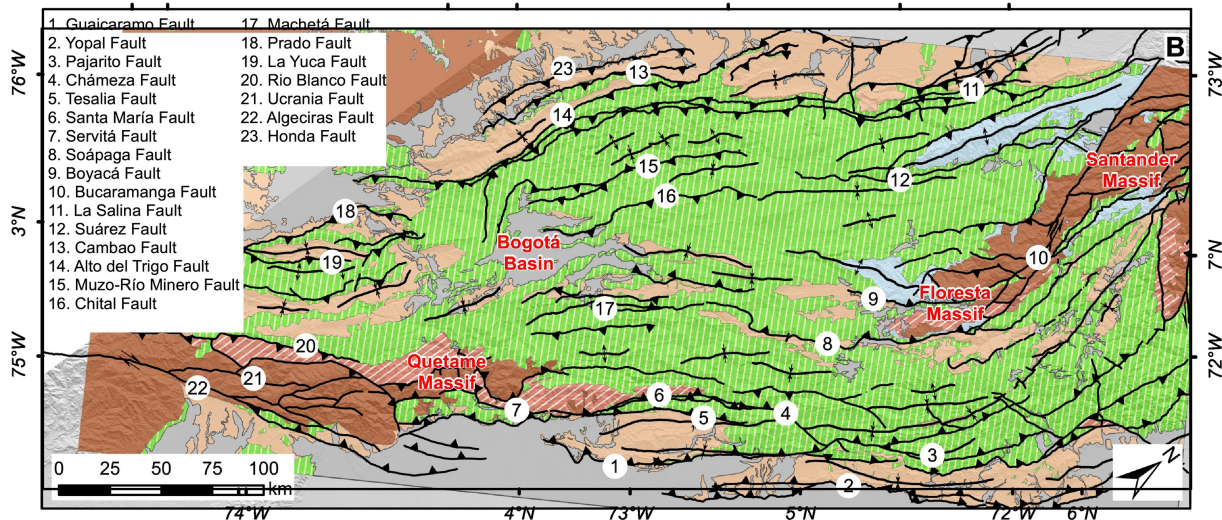 1. Guaicaramo Fault
2. Yopal Fault
3. Pajarito Fault
4. Chámeza Fault
5. Tesalia Fault
6. Santa María Fault
7. Servitá Fault
8. Soápaga Fault
9. Boyacá Fault
10. Bucaramanga Fault
11. La Salina Fault
12. Suárez Fault
13. Cambao Fault
14. Alto del Trigo Fault
15. Muzo-Río Minero Fault
16. Chital Fault
17. Machetá Fault
18. Prado Fault
19. La Yuca Fault
20. Rio Blanco Fault
21. Ucrania Fault
22. Algeciras Fault
23. Honda Fault
B
76°W
3°N
75°W
73°W
7°N
72°W
23
13
11
14
15
12
16
18
19
10
9
17
8
20
21
22
7
6
5
4
3
1
2
Santander
Massif
Bogotá
Basin
Floresta
Massif
Quetame
Massif
0 25 50 75 100
km
N
74°W
4°N
73°W
5°N
72°W
6°N